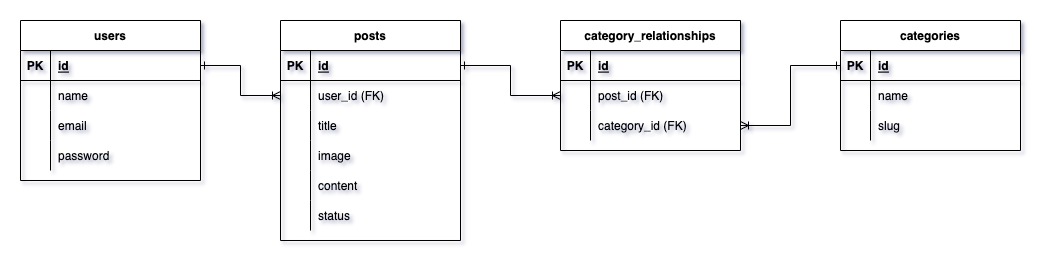 users
PK id
name
email
password
posts
PK id
user_id (FK)
title
image
content
status
category_relationships
PK id
post_id (FK)
category_id (FK)
categories
PK id
name
slug